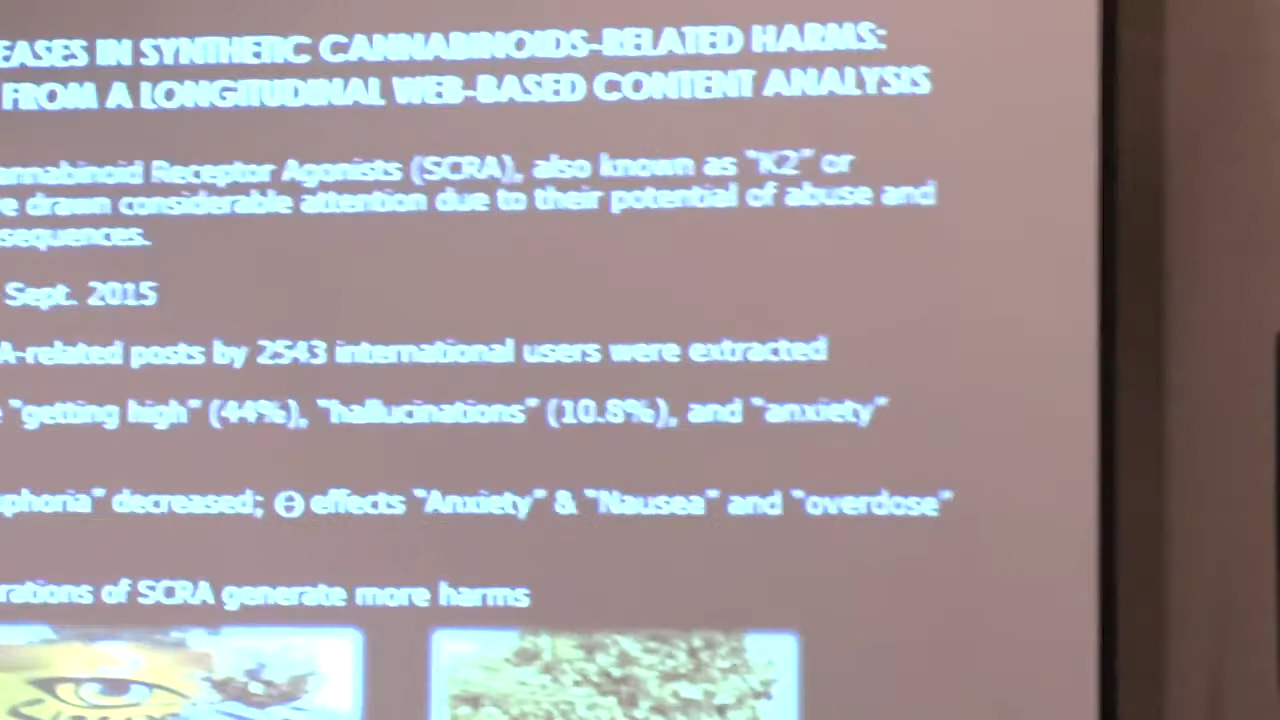 EASES IN SYNTHETIC CANNABINOIDS-RELATED HARMS:
FROM A LONGITUDINAL WEB-BASED CONTENT ANALYSIS
annabinoid Receptor Agonists (SCRA), also known as "K2" or
e drawn considerable attention due to their potential of abuse and
sequences.
Sept. 2015
A-related posts by 2543 international users were extracted
"getting high" (44%), "hallucinations" (10.8%), and "anxiety"
phoria" decreased; ⊖ effects "Anxiety" & "Nausea" and "overdose"
rations of SCRA generate more harms